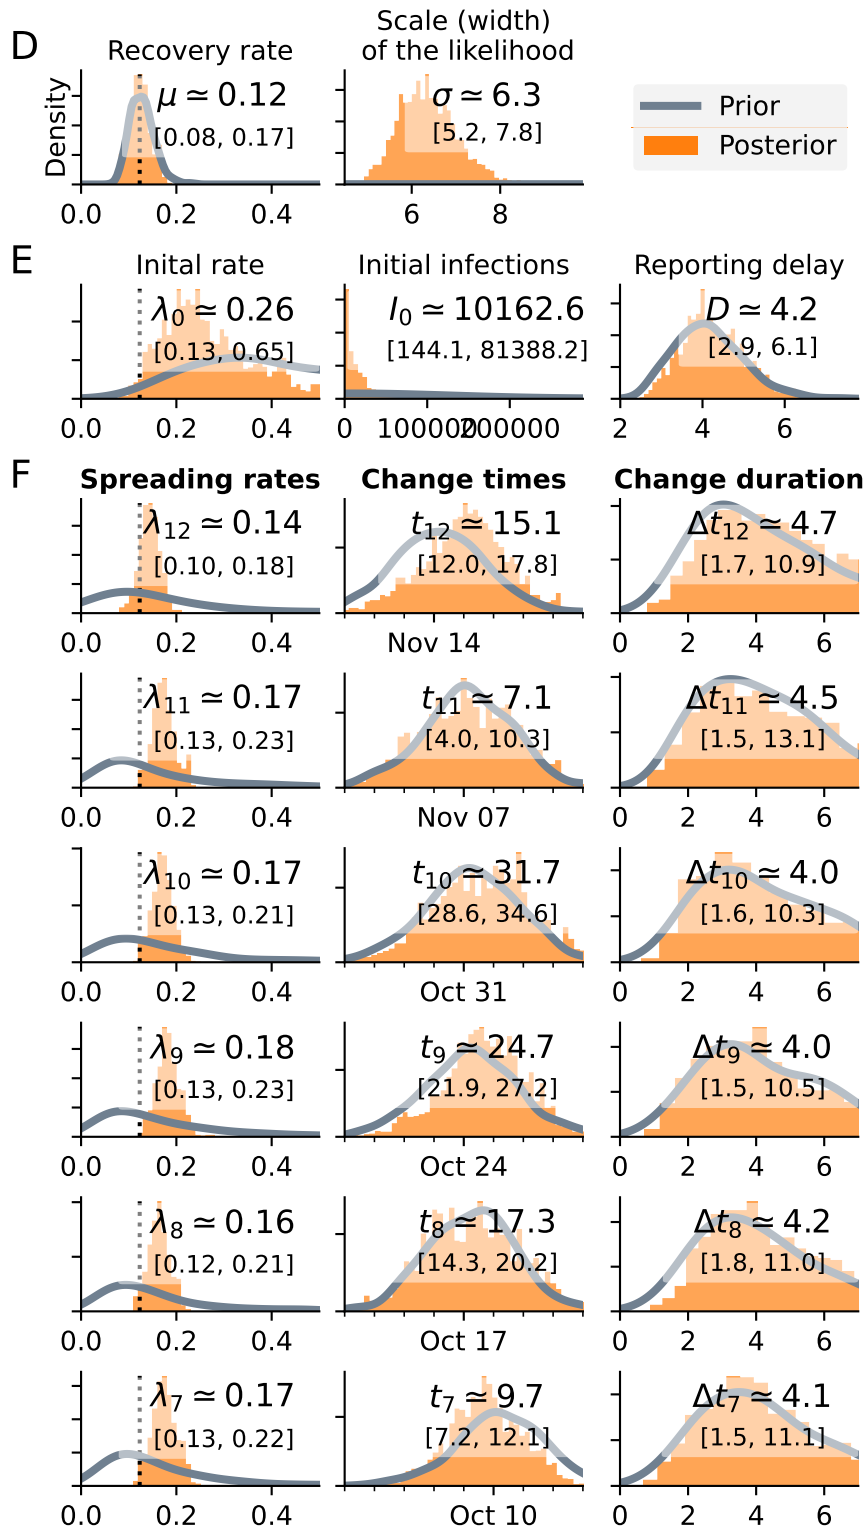 D
Recovery rate
Scale (width)
of the likelihood
Density
μ ≃ 0.12
[0.08, 0.17]
σ ≃ 6.3
[5.2, 7.8]
Prior
Posterior
0.0 0.2 0.4
6 8
E
Inital rate
Initial infections
Reporting delay
λ0 ≃ 0.26
[0.13, 0.65]
I0 ≃ 10162.6
[144.1, 81388.2]
D ≃ 4.2
[2.9, 6.1]
0.0 0.2 0.4
0 100000 200000
2 4 6
F
Spreading rates
Change times
Change duration
λ12 ≃ 0.14
[0.10, 0.18]
t12 ≃ 15.1
[12.0, 17.8]
Δt12 ≃ 4.7
[1.7, 10.9]
0.0 0.2 0.4
Nov 14
0 2 4 6
λ11 ≃ 0.17
[0.13, 0.23]
t11 ≃ 7.1
[4.0, 10.3]
Δt11 ≃ 4.5
[1.5, 13.1]
0.0 0.2 0.4
Nov 07
0 2 4 6
λ10 ≃ 0.17
[0.13, 0.21]
t10 ≃ 31.7
[28.6, 34.6]
Δt10 ≃ 4.0
[1.6, 10.3]
0.0 0.2 0.4
Oct 31
0 2 4 6
λ9 ≃ 0.18
[0.13, 0.23]
t9 ≃ 24.7
[21.9, 27.2]
Δt9 ≃ 4.0
[1.5, 10.5]
0.0 0.2 0.4
Oct 24
0 2 4 6
λ8 ≃ 0.16
[0.12, 0.21]
t8 ≃ 17.3
[14.3, 20.2]
Δt8 ≃ 4.2
[1.8, 11.0]
0.0 0.2 0.4
Oct 17
0 2 4 6
λ7 ≃ 0.17
[0.13, 0.22]
t7 ≃ 9.7
[7.2, 12.1]
Δt7 ≃ 4.1
[1.5, 11.1]
0.0 0.2 0.4
Oct 10
0 2 4 6